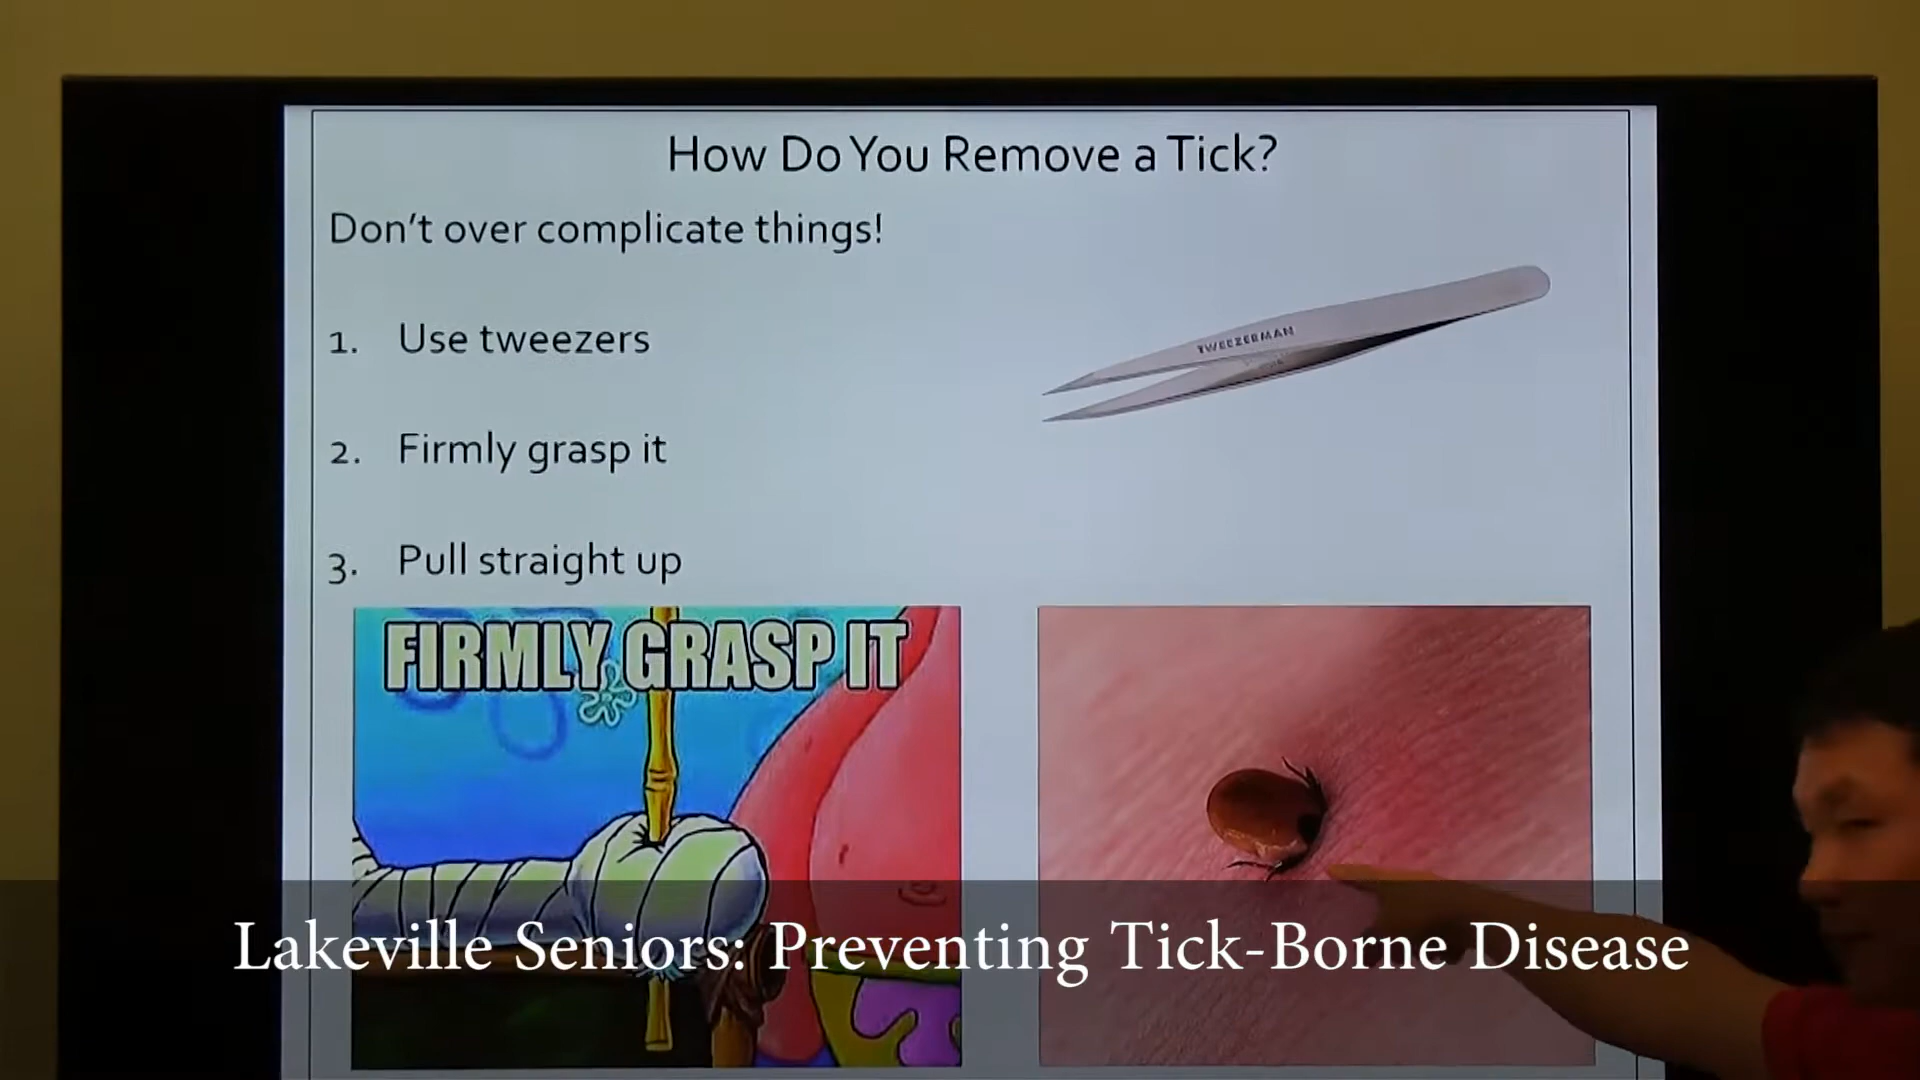 How Do You Remove a Tick?
Don't over complicate things!
1. Use tweezers
TWEEZERMAN
2. Firmly grasp it
3. Pull straight up
FIRMLY GRASP IT
Lakeville Seniors: Preventing Tick-Borne Disease